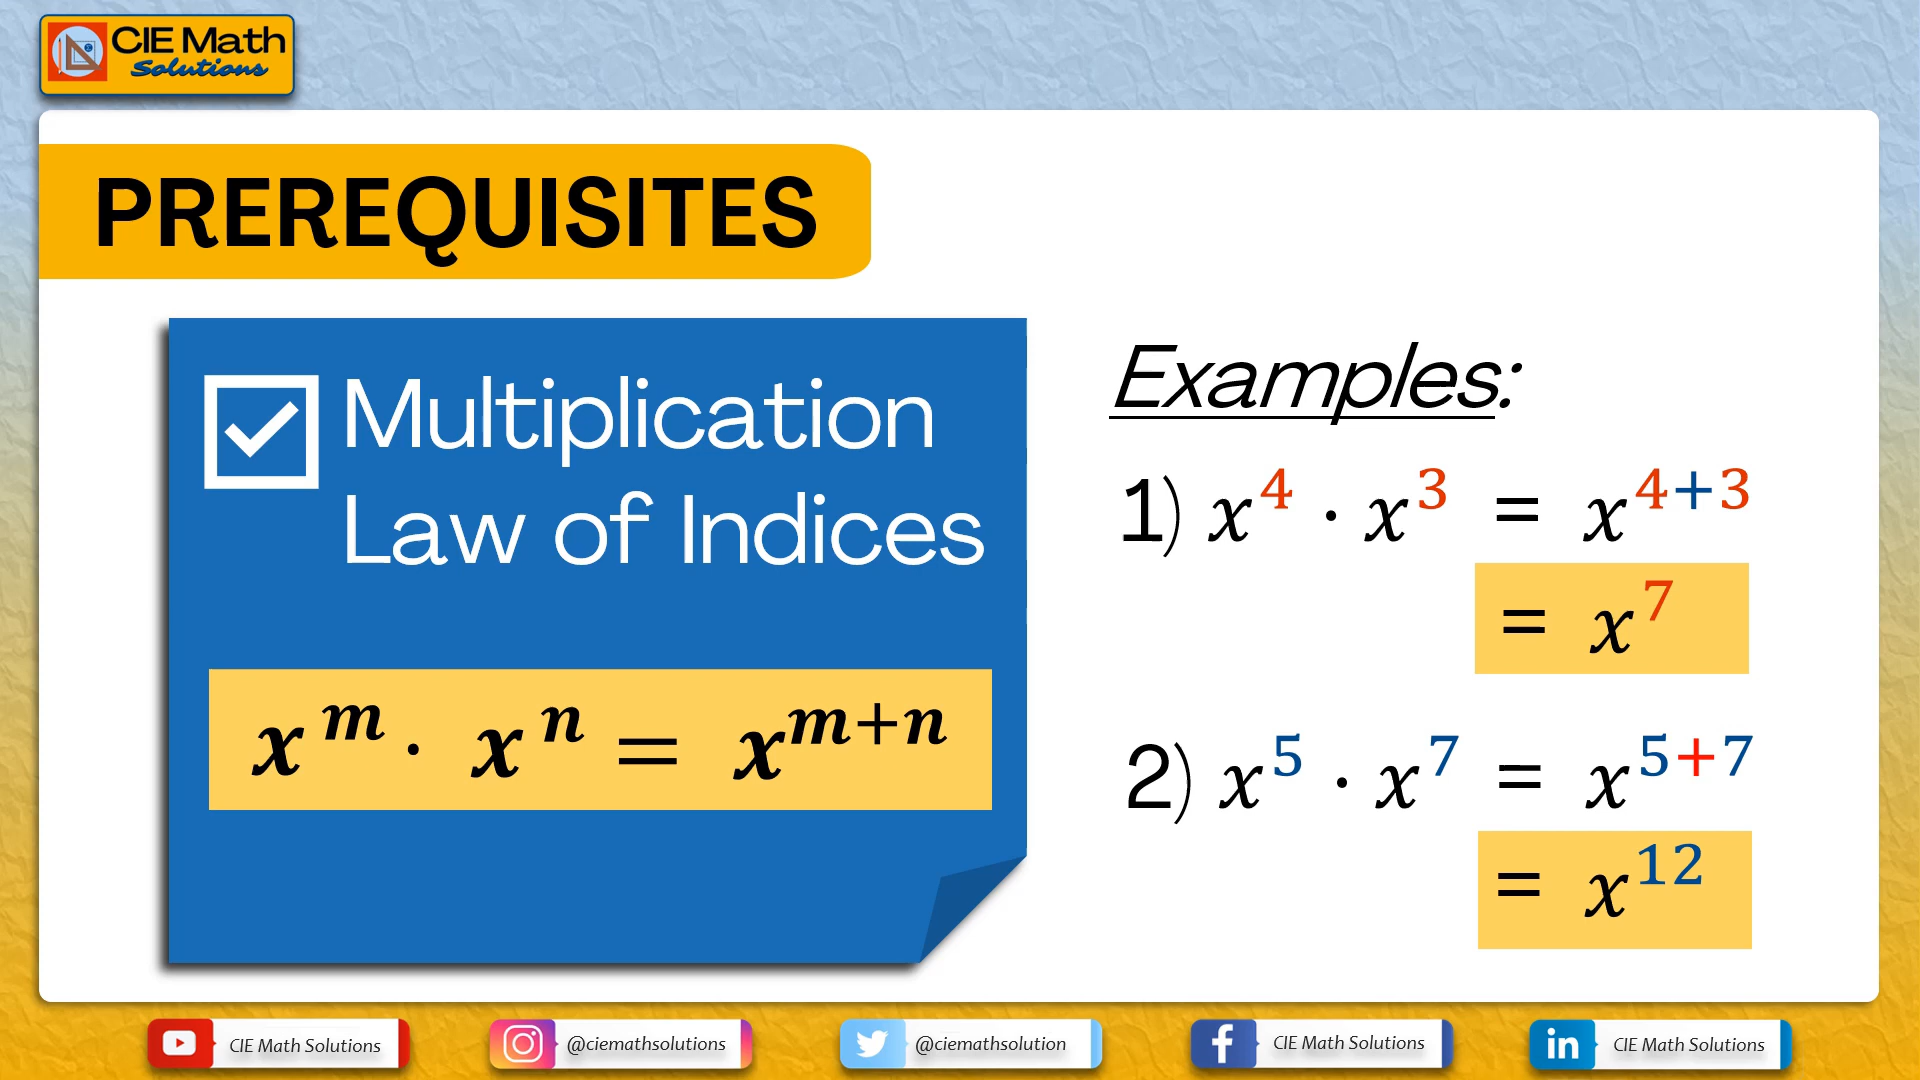 CIE Math
Solutions
PREREQUISITES
Multiplication
Law of Indices
x^m · x^n = x^{m+n}
Examples:
1) x^4 · x^3 = x^{4+3}
= x^7
2) x^5 · x^7 = x^{5+7}
= x^{12}
CIE Math Solutions
@ciemathsolutions
@ciemathsolution
CIE Math Solutions
CIE Math Solutions